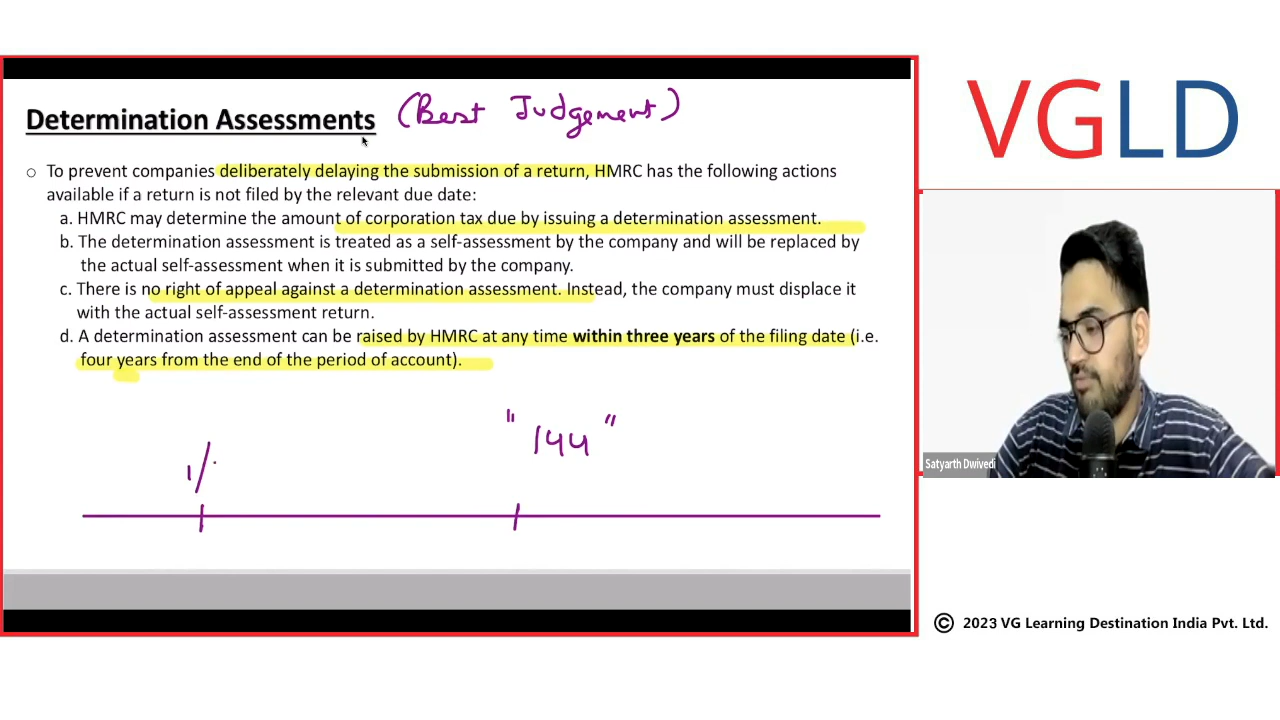 Determination Assessments (Best Judgement)
○ To prevent companies deliberately delaying the submission of a return, HMRC has the following actions
available if a return is not filed by the relevant due date:
a. HMRC may determine the amount of corporation tax due by issuing a determination assessment.
b. The determination assessment is treated as a self-assessment by the company and will be replaced by
the actual self-assessment when it is submitted by the company.
c. There is no right of appeal against a determination assessment. Instead, the company must displace it
with the actual self-assessment return.
d. A determination assessment can be raised by HMRC at any time within three years of the filing date (i.e.
four years from the end of the period of account).
" 144 "
1/
VGLD
Satyarth Dwivedi
© 2023 VG Learning Destination India Pvt. Ltd.